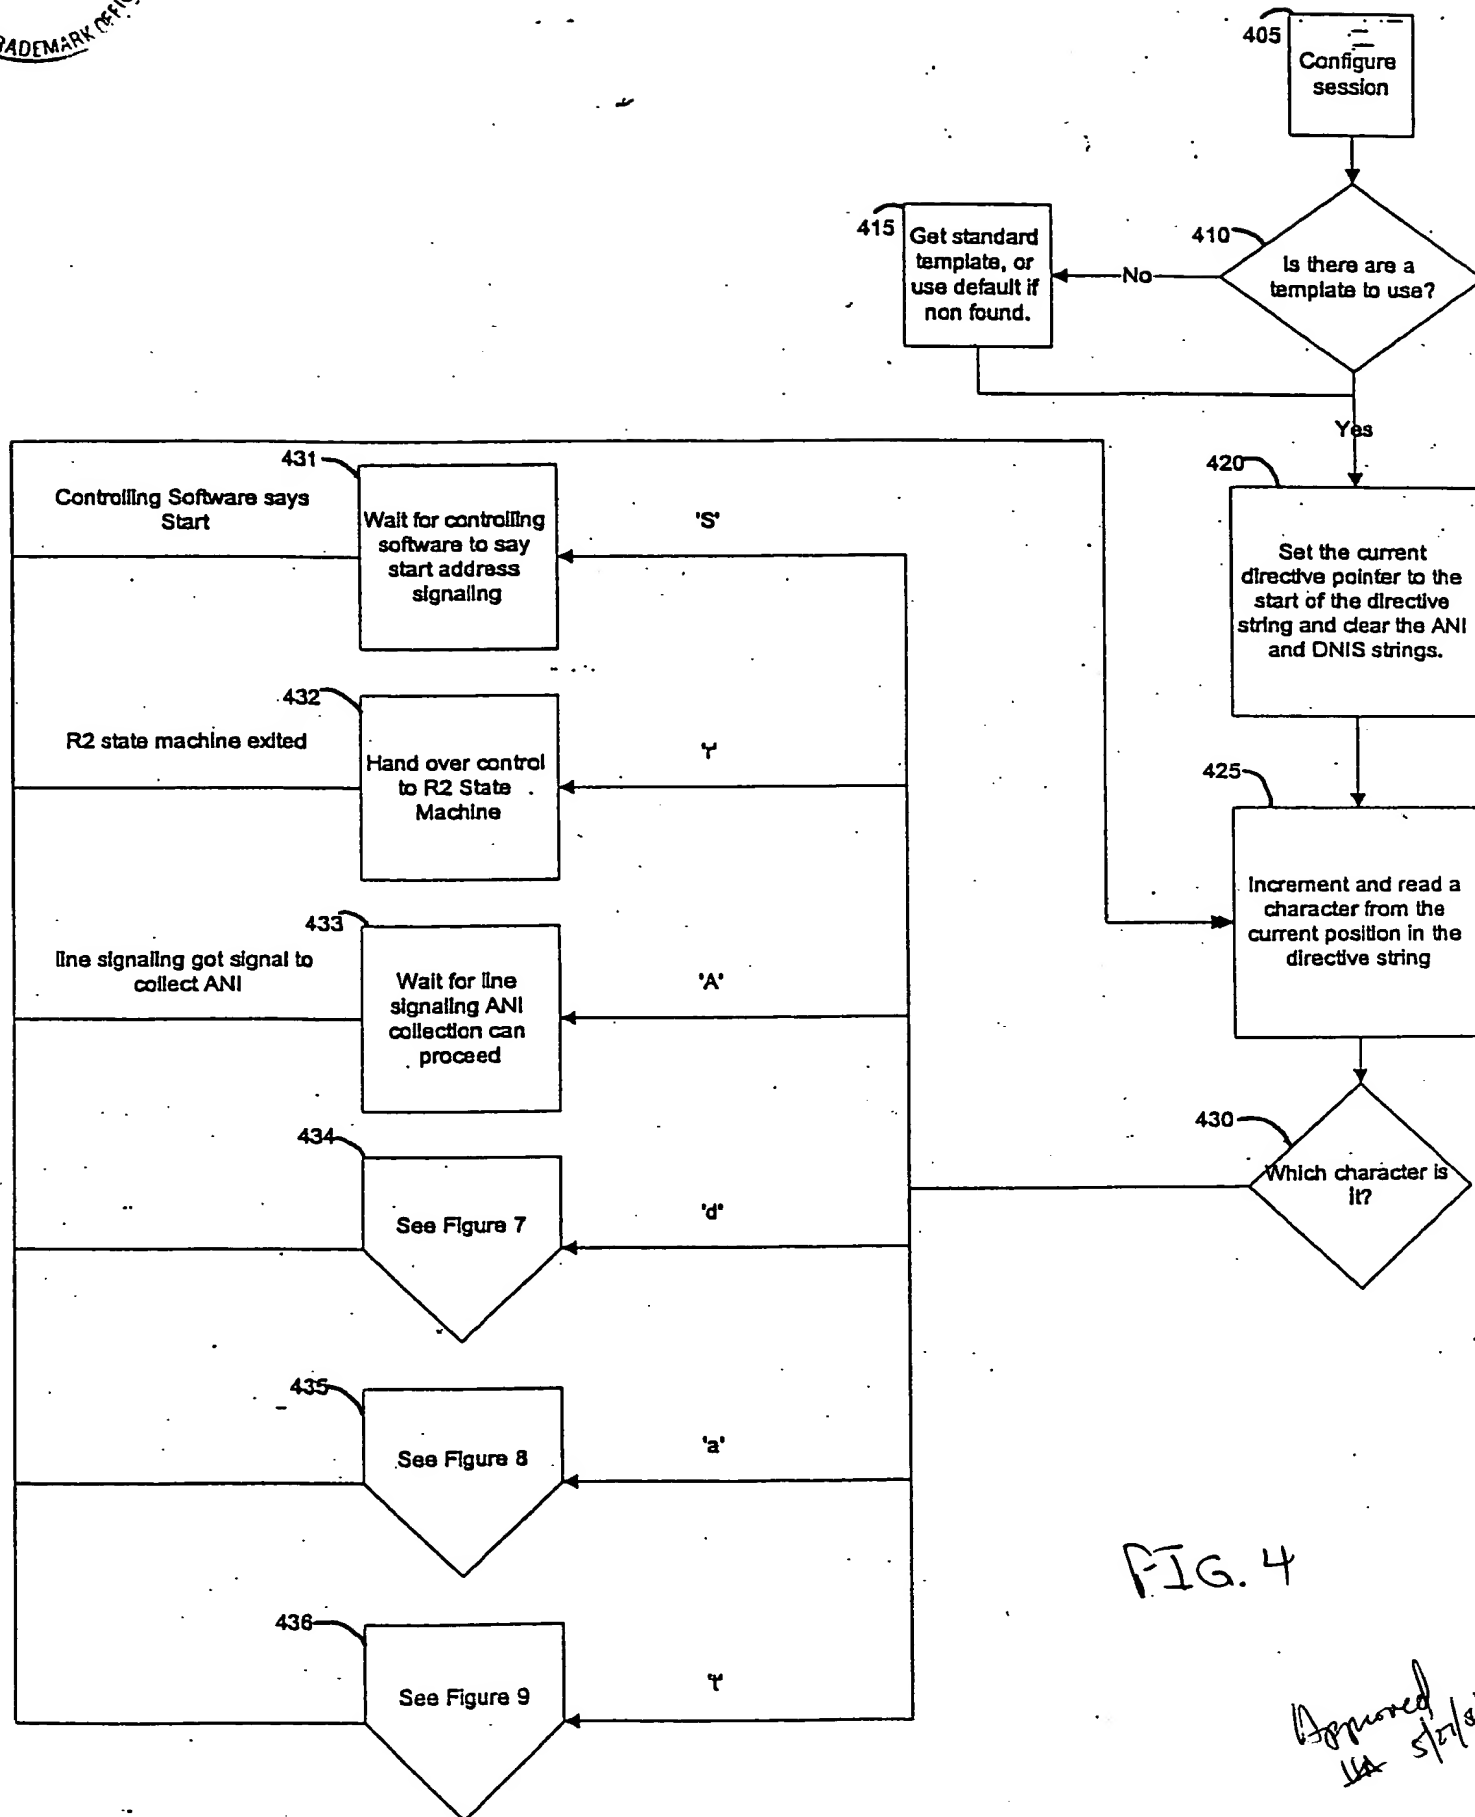 405
Configure
session
410
Is there are a
template to use?
No
415
Get standard
template, or
use default if
non found.
Yes
420
Set the current
directive pointer to the
start of the directive
string and clear the ANI
and DNIS strings.
425
Increment and read a
character from the
current position in the
directive string
430
Which character is
it?
431
Controlling Software says
Start
Wait for controlling
software to say
start address
signaling
'S'
432
R2 state machine exited
Hand over control
to R2 State
Machine
433
line signaling got signal to
collect ANI
Wait for line
signaling ANI
collection can
proceed
'A'
434
See Figure 7
'd'
435
See Figure 8
'a'
436
See Figure 9
FIG. 4
Approved